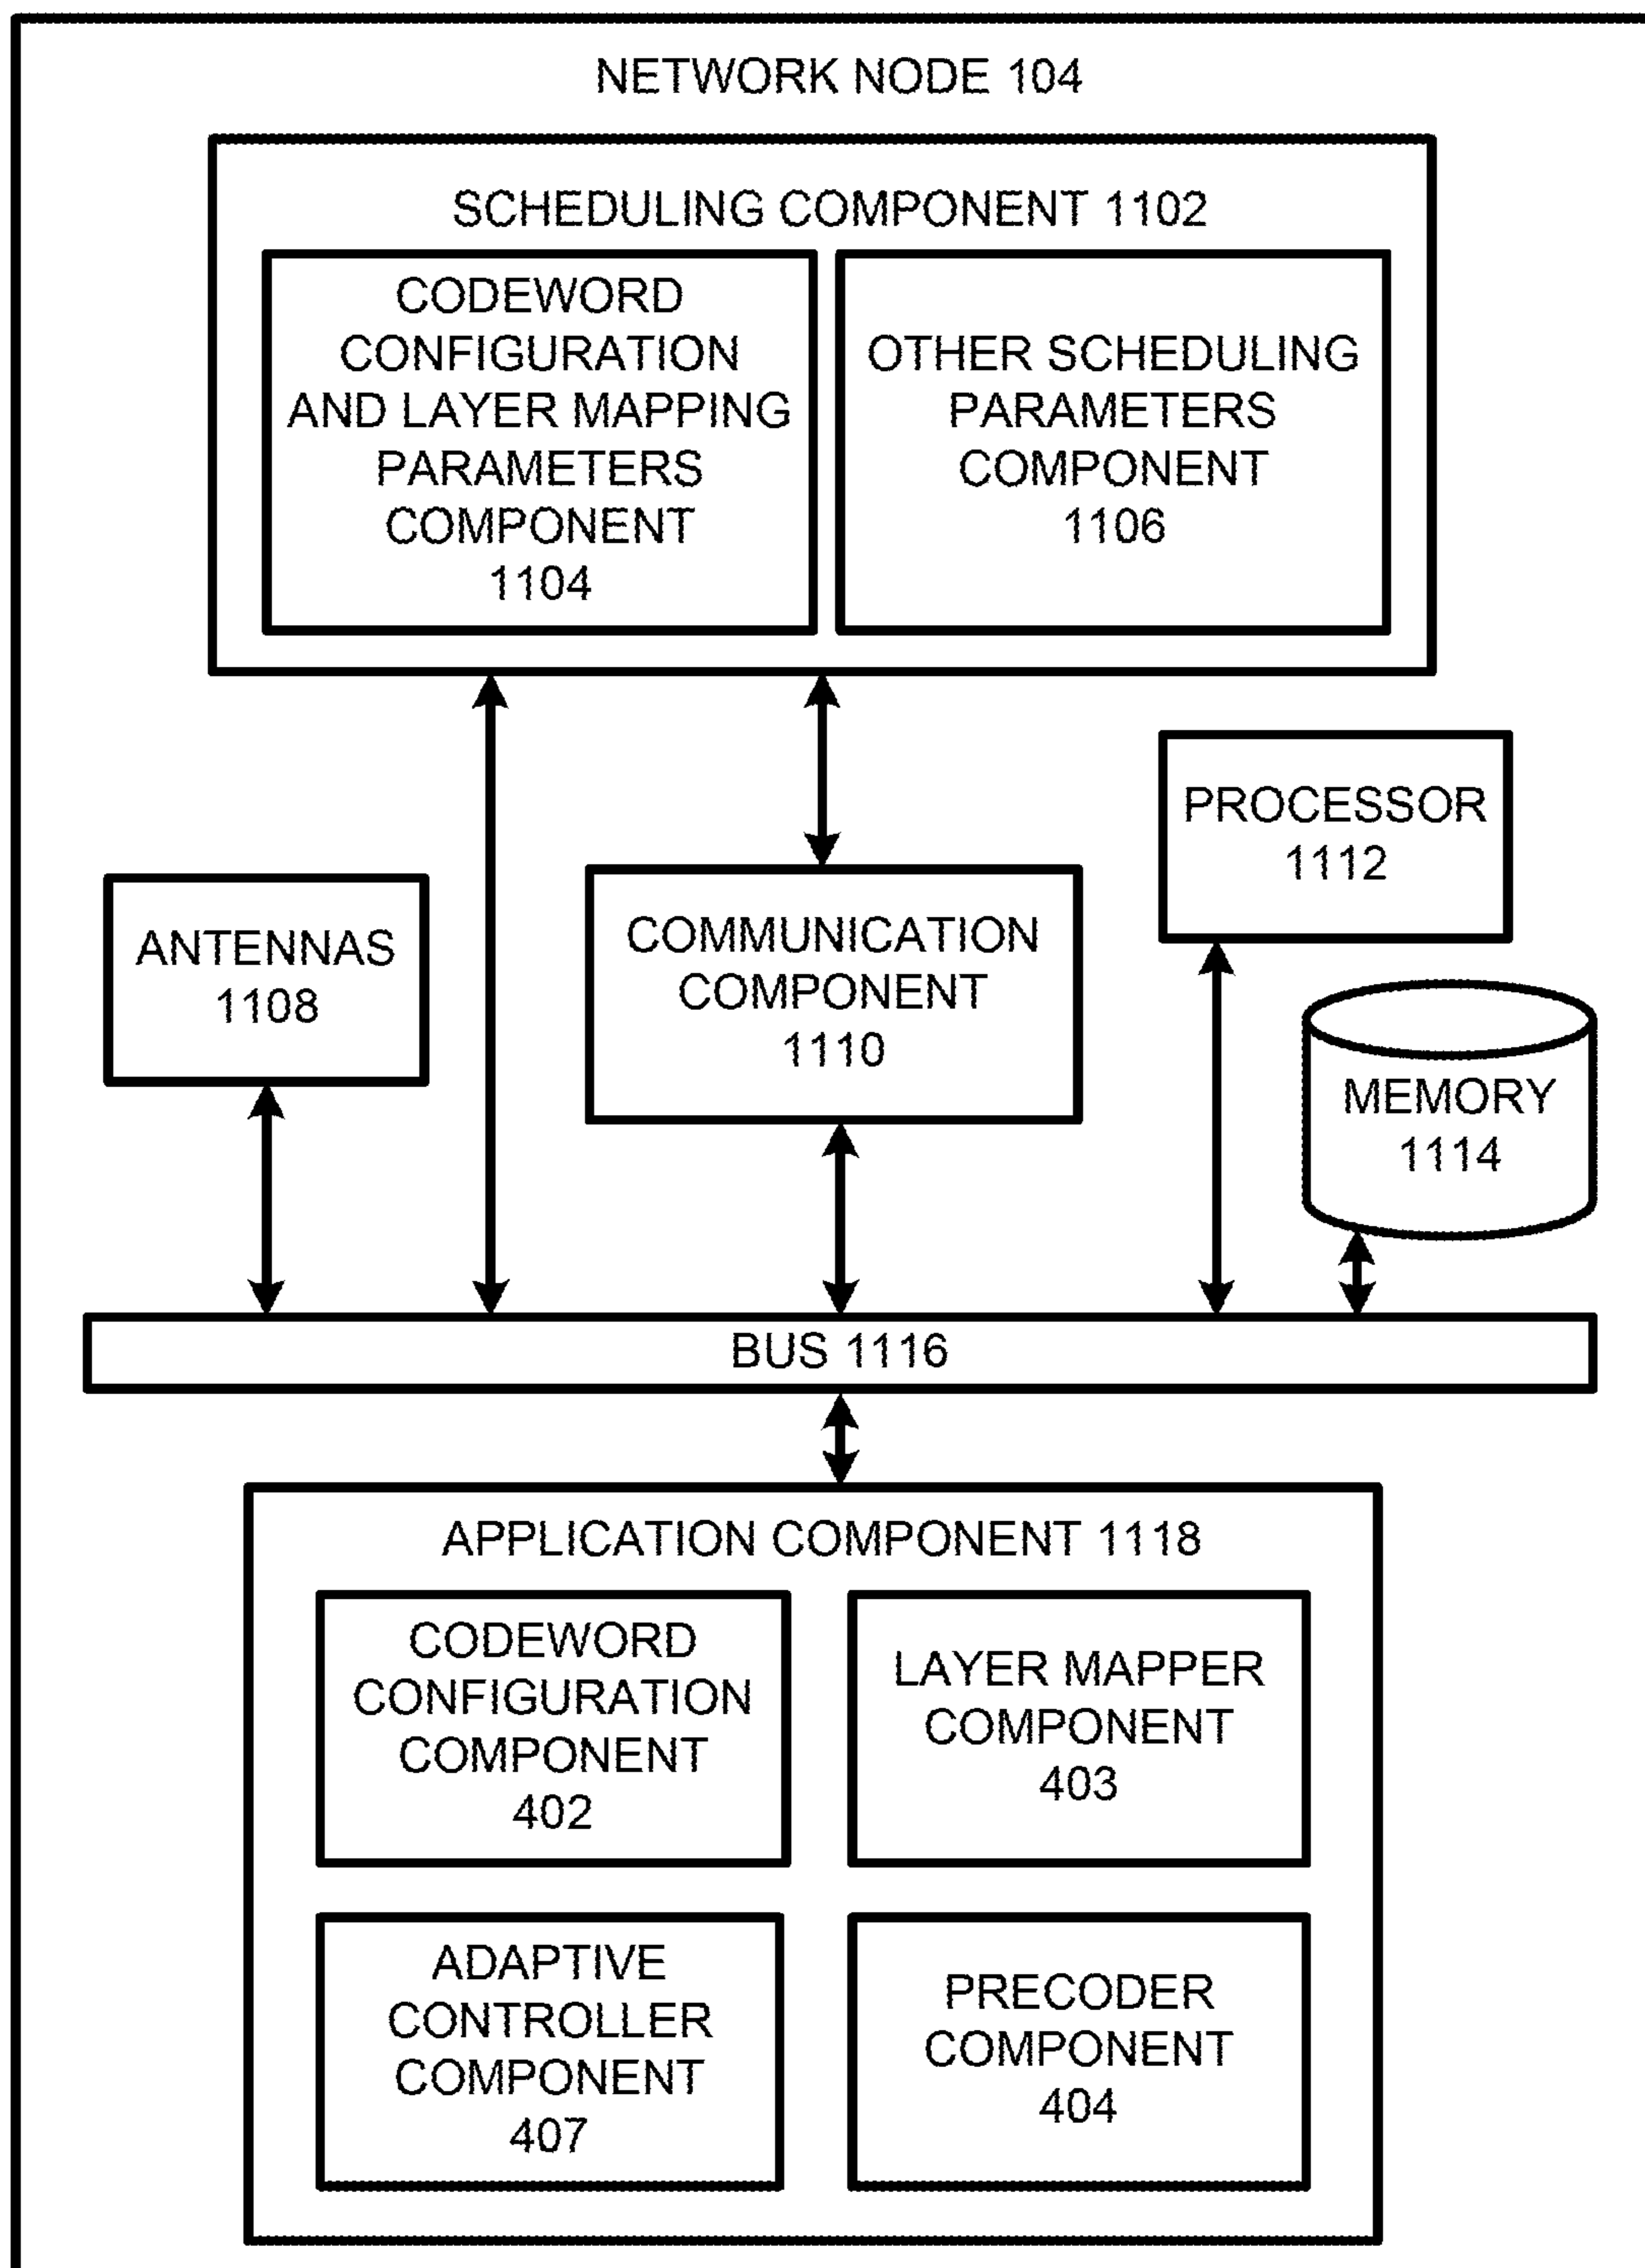 NETWORK NODE 104
SCHEDULING COMPONENT 1102
CODEWORD
CONFIGURATION
AND LAYER MAPPING
PARAMETERS
COMPONENT
1104
OTHER SCHEDULING
PARAMETERS
COMPONENT
1106
PROCESSOR
1112
ANTENNAS
1108
COMMUNICATION
COMPONENT
1110
MEMORY
1114
BUS 1116
APPLICATION COMPONENT 1118
CODEWORD
CONFIGURATION
COMPONENT
402
LAYER MAPPER
COMPONENT
403
ADAPTIVE
CONTROLLER
COMPONENT
407
PRECODER
COMPONENT
404